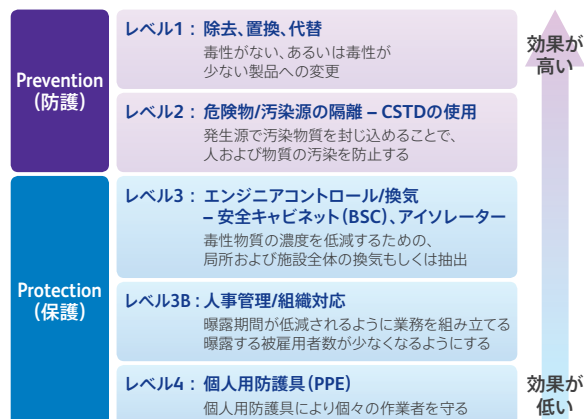 Prevention
(防護)
レベル1： 除去、置換、代替
毒性がない、あるいは毒性が
少ない製品への変更
レベル2： 危険物/汚染源の隔離 – CSTDの使用
発生源で汚染物質を封じ込めることで、
人および物質の汚染を防止する
Protection
(保護)
レベル3： エンジニアコントロール/換気
– 安全キャビネット(BSC)、アイソレーター
毒性物質の濃度を低減するための、
局所および施設全体の換気もしくは抽出
レベル3B：人事管理/組織対応
曝露期間が低減されるように業務を組み立てる
曝露する被雇用者数が少なくなるようにする
レベル4： 個人用防護具(PPE)
個人用防護具により個々の作業者を守る
効果が
高い
効果が
低い